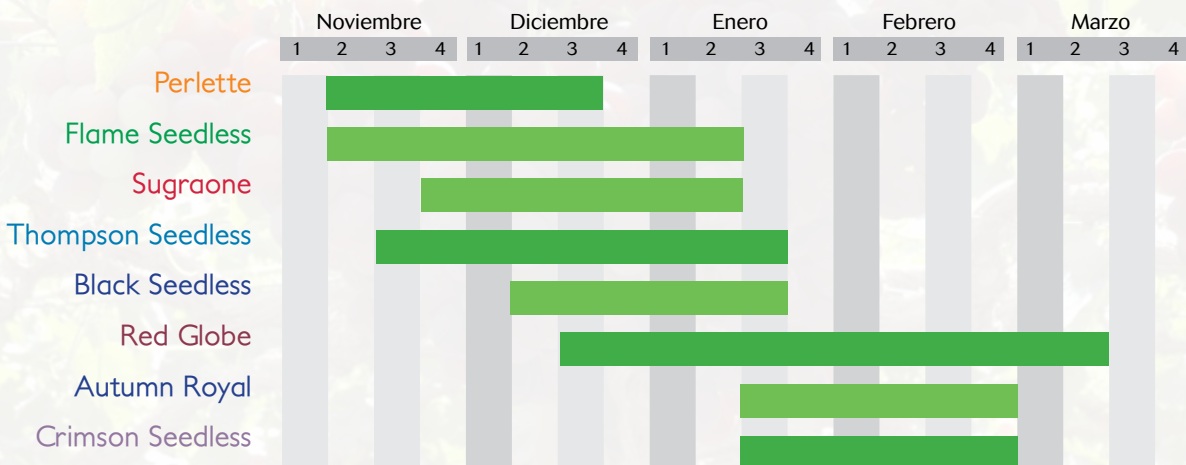 Noviembre Diciembre Enero Febrero Marzo
1 2 3 4 1 2 3 4 1 2 3 4 1 2 3 4 1 2 3 4
Perlette
Flame Seedless
Sugraone
Thompson Seedless
Black Seedless
Red Globe
Autumn Royal
Crimson Seedless